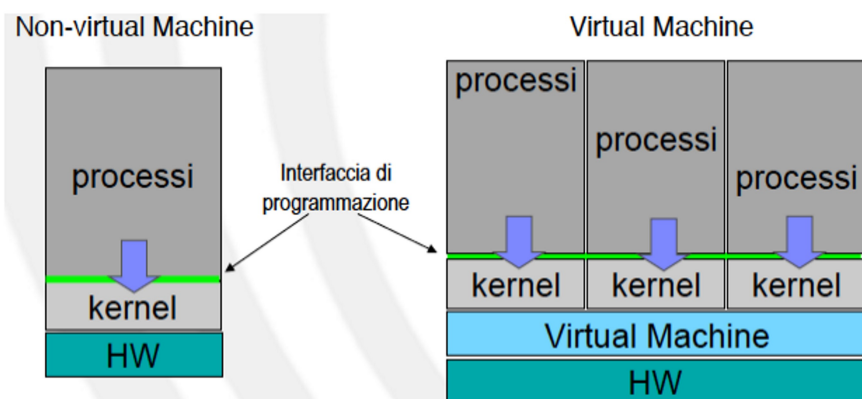 Non-virtual Machine
processi
kernel
HW
Interfaccia di
programmazione
Virtual Machine
processi
processi
processi
kernel kernel kernel
Virtual Machine
HW